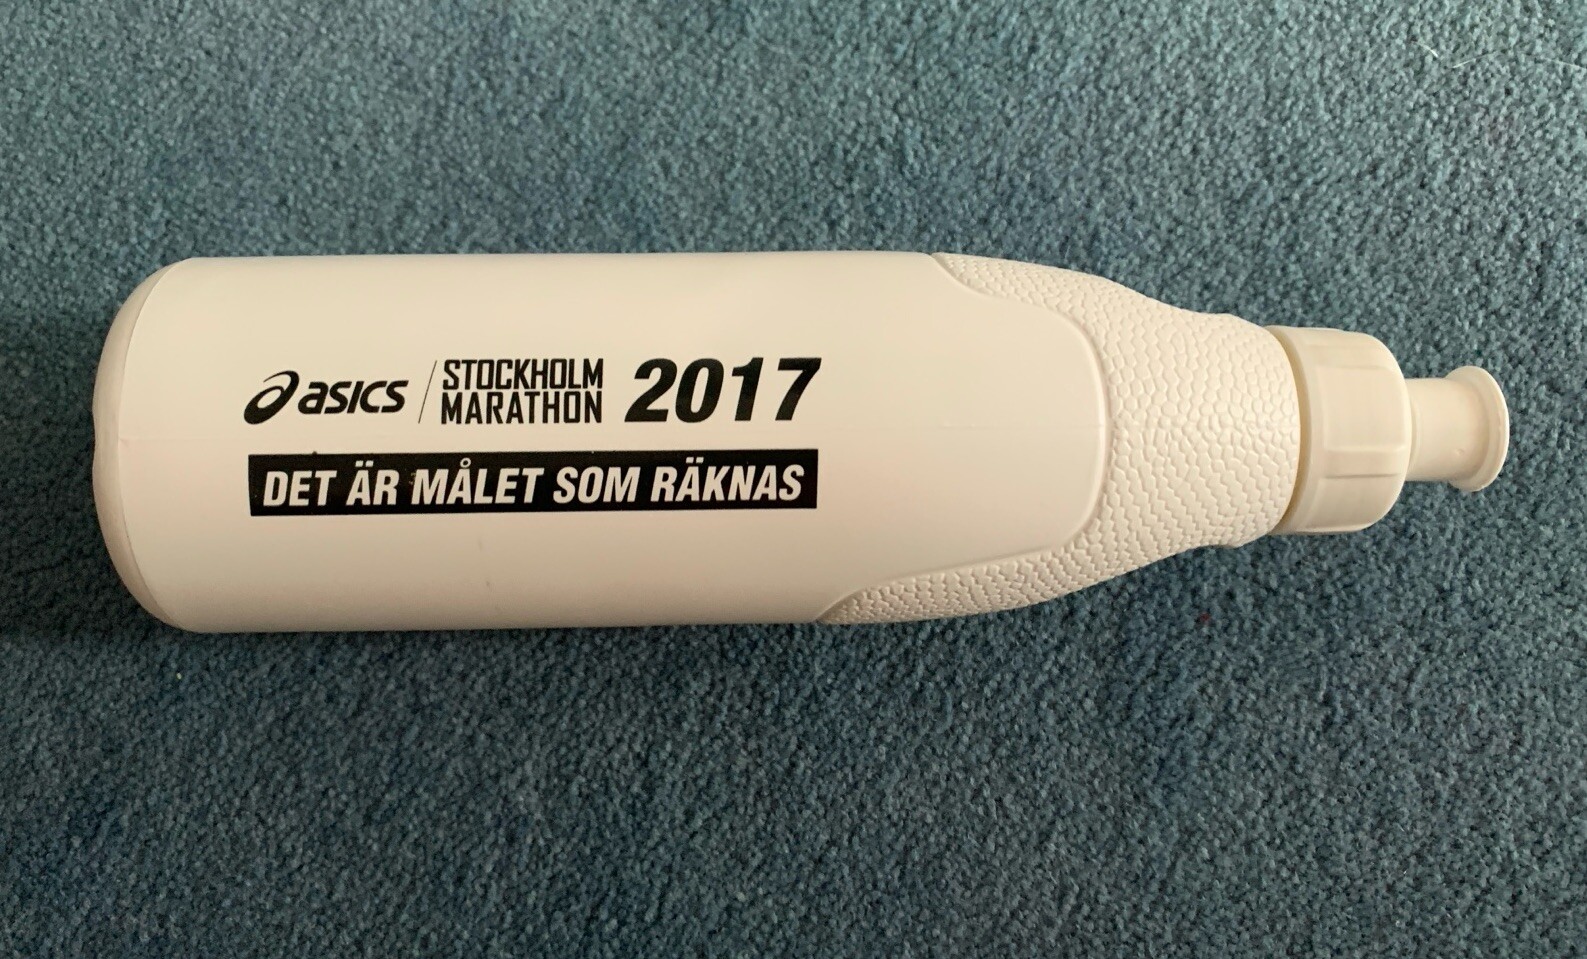 asics STOCKHOLM MARATHON 2017
DET ÄR MÅLET SOM RÄKNAS